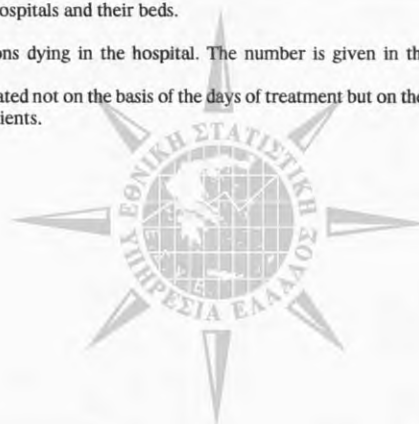 ospitals and their beds.
ons dying in the hospital. The number is given in th
ated not on the basis of the days of treatment but on the
ients.
ΕΘΝΙΚΗ ΣΤΑΤΙΣΤΙΚΗ
ΥΠΗΡΕΣΙΑ ΕΛΛΑΔΟΣ